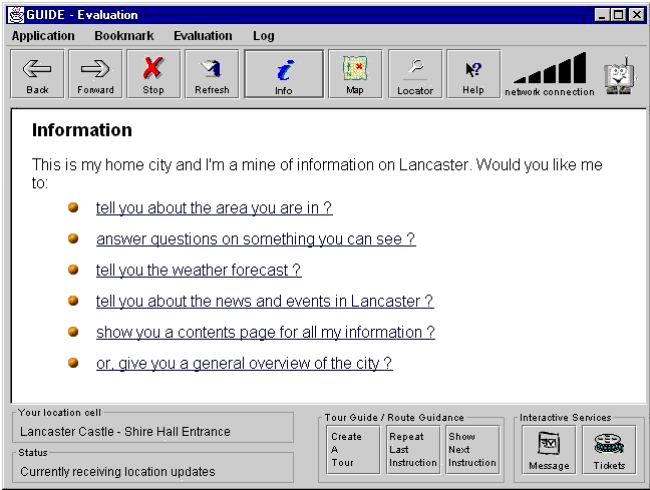 GUIDE - Evaluation
Application Bookmark Evaluation Log
Back Forward Stop Refresh Info Map Locator Help network connection
Information
This is my home city and I'm a mine of information on Lancaster. Would you like me
to:
tell you about the area you are in ?
answer questions on something you can see ?
tell you the weather forecast ?
tell you about the news and events in Lancaster ?
show you a contents page for all my information ?
or, give you a general overview of the city ?
Your location cell
Lancaster Castle - Shire Hall Entrance
Status
Currently receiving location updates
Tour Guide / Route Guidance
Create
A
Tour
Repeat
Last
Instruction
Show
Next
Instruction
Interactive Services
Message Tickets